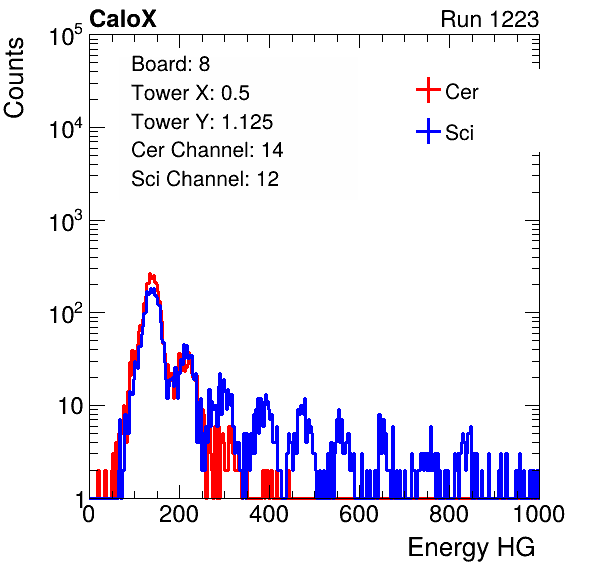 CaloX Run 1223
Counts
10^5
10^4
10^3
10^2
10
1
Board: 8
Tower X: 0.5
Tower Y: 1.125
Cer Channel: 14
Sci Channel: 12
Cer
Sci
0 200 400 600 800 1000
Energy HG